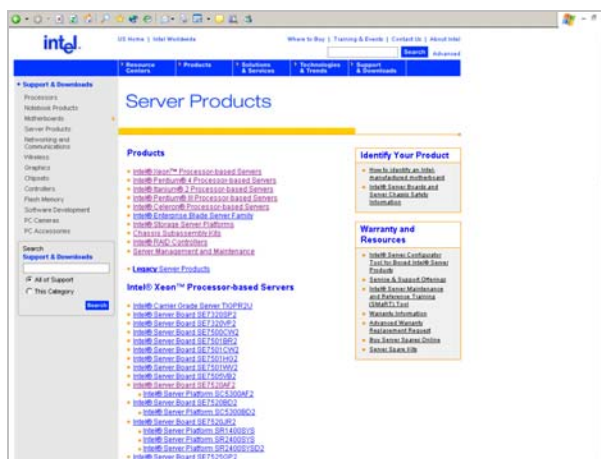 intel.
US Home | Intel Worldwide
Where to Buy | Training & Events | Contact Us | About Intel
Search
Advanced
Resource Centers
Products
Solutions & Services
Technologies & Trends
Support & Downloads
Support & Downloads
Processors
Notebook Products
Motherboards
Server Products
Networking and
Communications
Wireless
Graphics
Chipsets
Controllers
Flash Memory
Software Development
PC Cameras
PC Accessories
Search
Support & Downloads
All of Support
This Category
Search
Server Products
Products
Intel® Xeon™ Processor-based Servers
Intel® Pentium® 4 Processor-based Servers
Intel® Itanium® 2 Processor-based Servers
Intel® Pentium® III Processor-based Servers
Intel® Celeron® Processor-based Servers
Intel® Enterprise Blade Server Family
Intel® Storage Server Platforms
Chassis Subassembly Kits
Intel® RAID Controllers
Server Management and Maintenance
Legacy Server Products
Intel® Xeon™ Processor-based Servers
Intel® Carrier Grade Server TIGPR2U
Intel® Server Board SE7320SP2
Intel® Server Board SE7320VP2
Intel® Server Board SE7500CW2
Intel® Server Board SE7501BR2
Intel® Server Board SE7501CW2
Intel® Server Board SE7501HG2
Intel® Server Board SE7501WV2
Intel® Server Board SE7505VB2
Intel® Server Board SE7520AF2
Intel® Server Platform SC5300AF2
Intel® Server Board SE7520BD2
Intel® Server Platform SC5300BD2
Intel® Server Board SE7520JR2
Intel® Server Platform SR1400SYS
Intel® Server Platform SR2400SYS
Intel® Server Platform SR2400SYSD2
Intel® Server Board SE7525GP2
Identify Your Product
How to identify an Intel-
manufactured motherboard
Intel® Server Boards and
Server Chassis Safety
Information
Warranty and
Resources
Intel® Server Configurator
Tool for Boxed Intel® Server
Products
Service & Support Offerings
Intel® Server Maintenance
and Reference Training
(SMaRT) Tool
Warranty Information
Advanced Warranty
Replacement Request
Buy Server Spares Online
Server Spare Kits